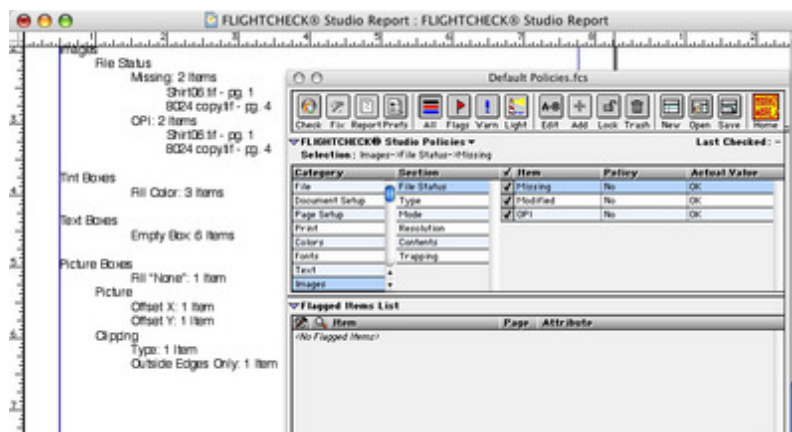 FLIGHTCHECK® Studio Report : FLIGHTCHECK® Studio Report
Images
File Status
Missing: 2 Items
Shirt06.tif - pg. 1
8024 copy.tif - pg. 4
OPI: 2 Items
Shirt06.tif - pg. 1
8024 copy.tif - pg. 4
Tint Boxes
Fill Color: 3 Items
Text Boxes
Empty Box: 6 Items
Picture Boxes
Fill "None": 1 Item
Picture
Offset X: 1 Item
Offset Y: 1 Item
Clipping
Type: 1 Item
Outside Edges Only: 1 Item
Default Policies.fcs
Check Fix Report Prefs All Flags Warn Light Edit Add Lock Trash New Open Save Home
FLIGHTCHECK® Studio Policies Last Checked: -
Selection: Images->File Status->Missing
Category Section Item Policy Actual Value
File File Status Missing No OK
Document Setup Type Modified No OK
Page Setup Mode OPI No OK
Print Resolution
Colors Contents
Fonts Trapping
Text
Images
Flagged Items List
Item Page Attribute
<No Flagged Items>